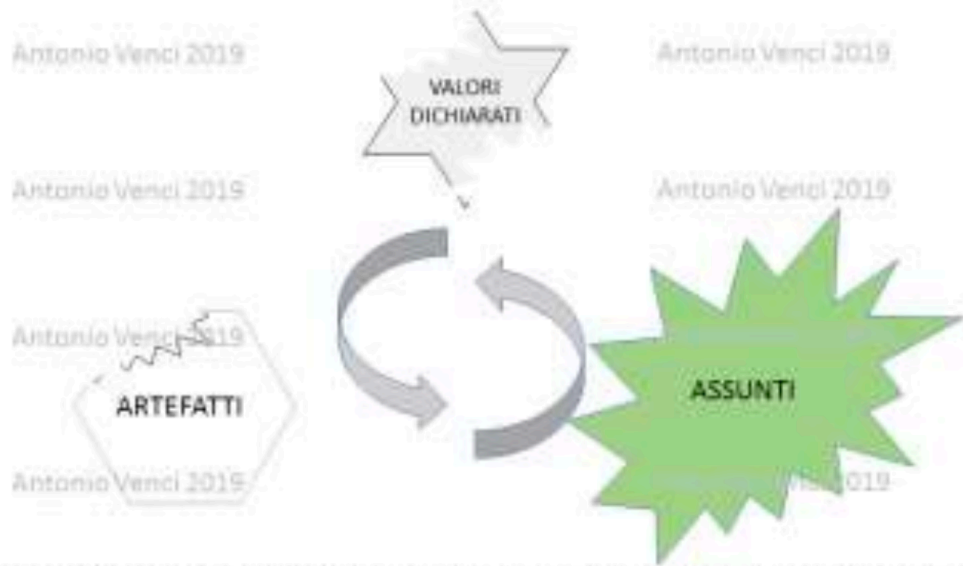 Antonio Venci 2019
Antonio Venci 2019
VALORI
DICHIARATI
Antonio Venci 2019
Antonio Venci 2019
Antonio Venci 2019
ARTEFATTI
ASSUNTI
Antonio Venci 2019
2019